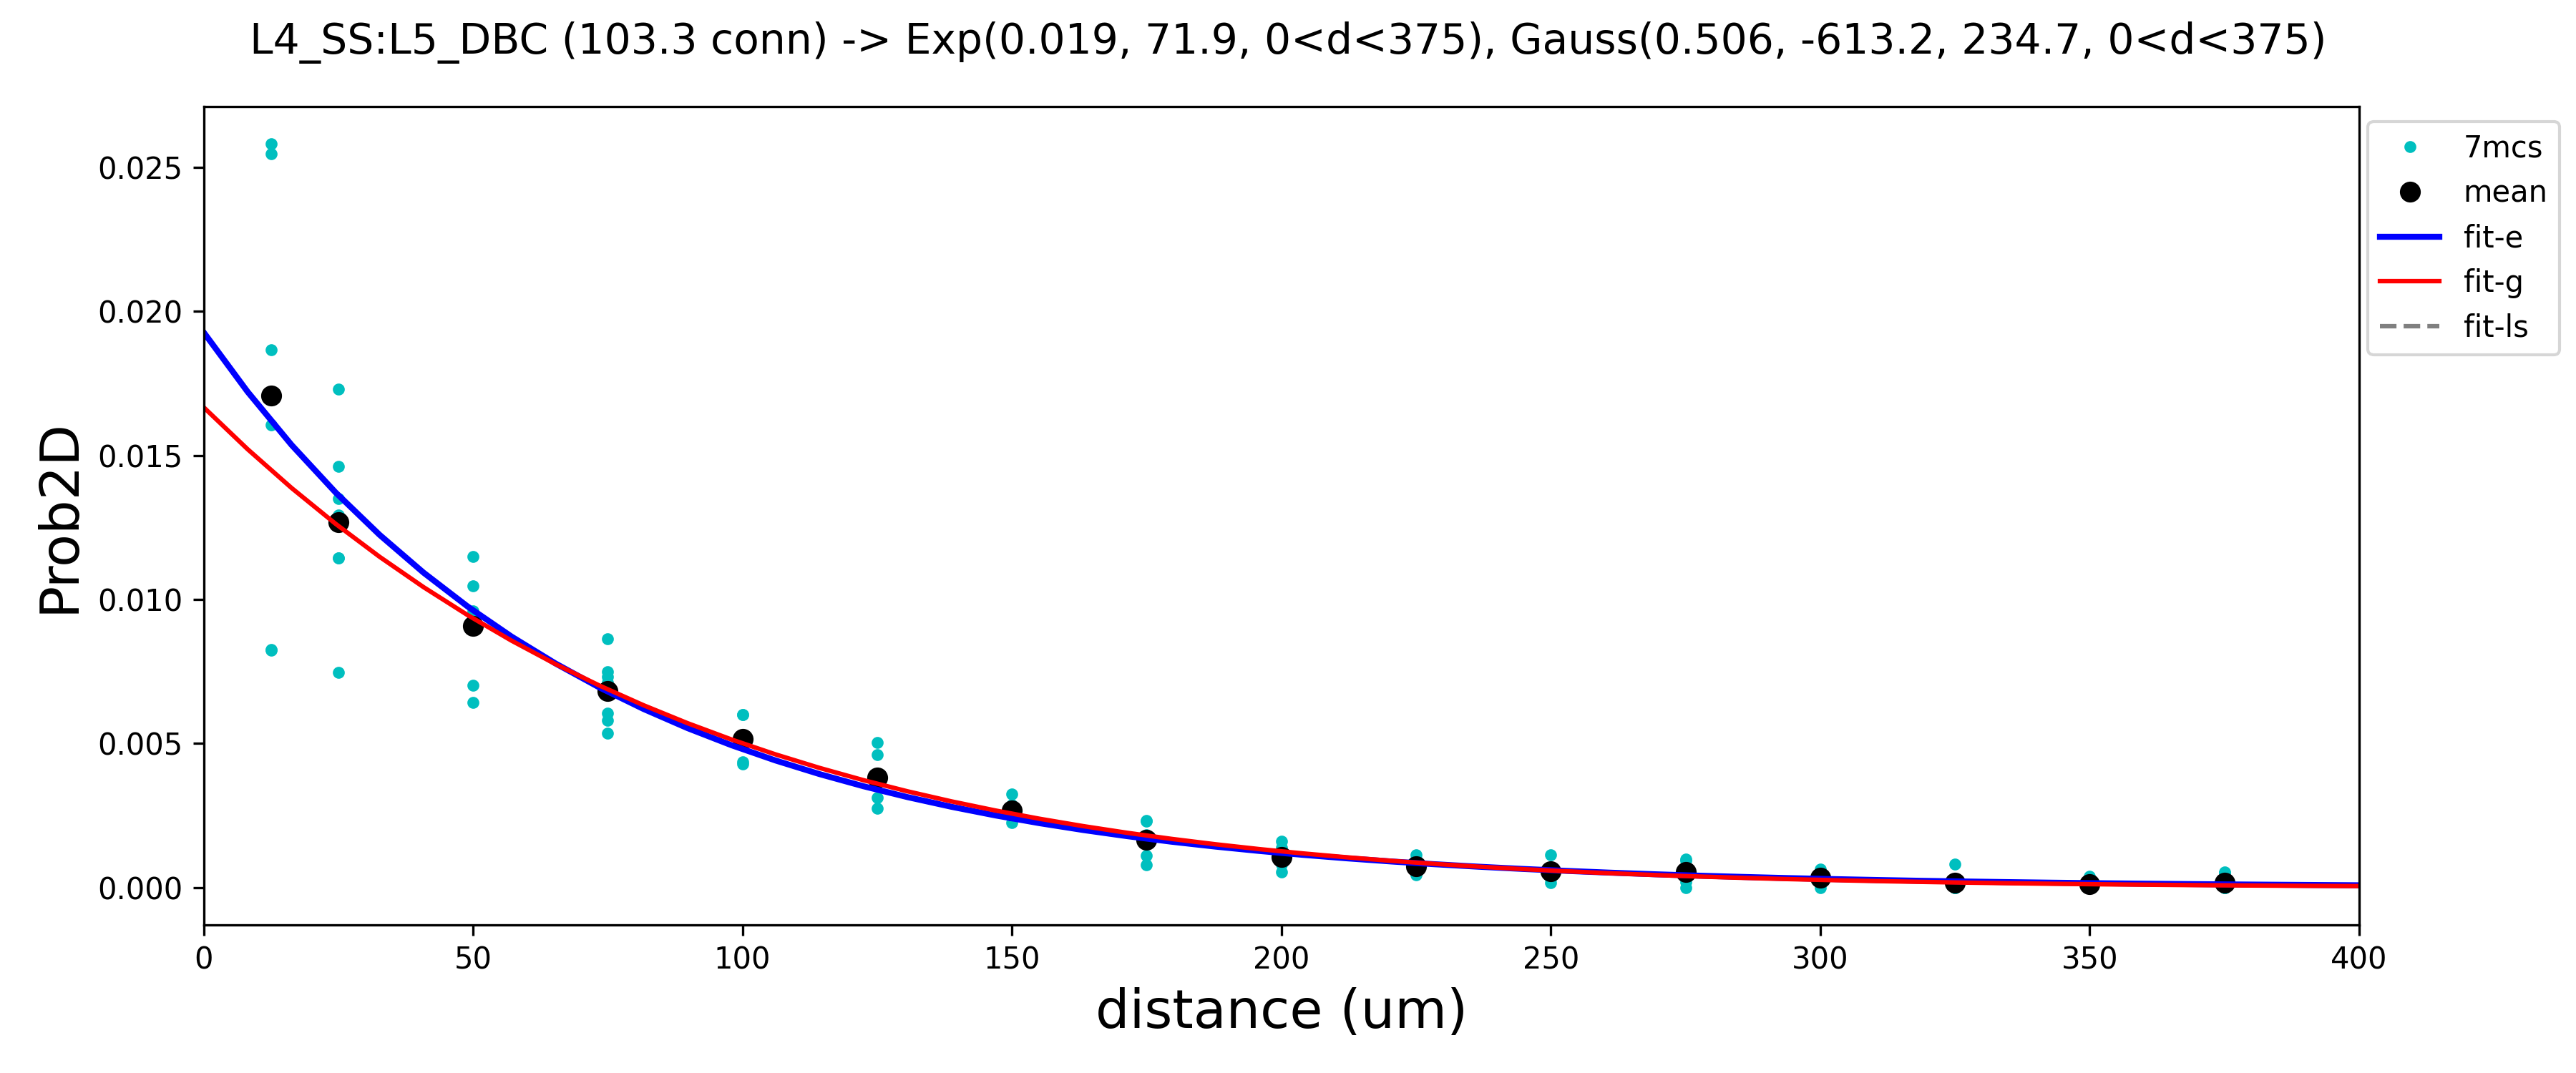 L4_SS:L5_DBC (103.3 conn) -> Exp(0.019, 71.9, 0<d<375), Gauss(0.506, -613.2, 234.7, 0<d<375)
7mcs
mean
fit-e
fit-g
fit-ls
Prob2D
0.025
0.020
0.015
0.010
0.005
0.000
0 50 100 150 200 250 300 350 400
distance (um)